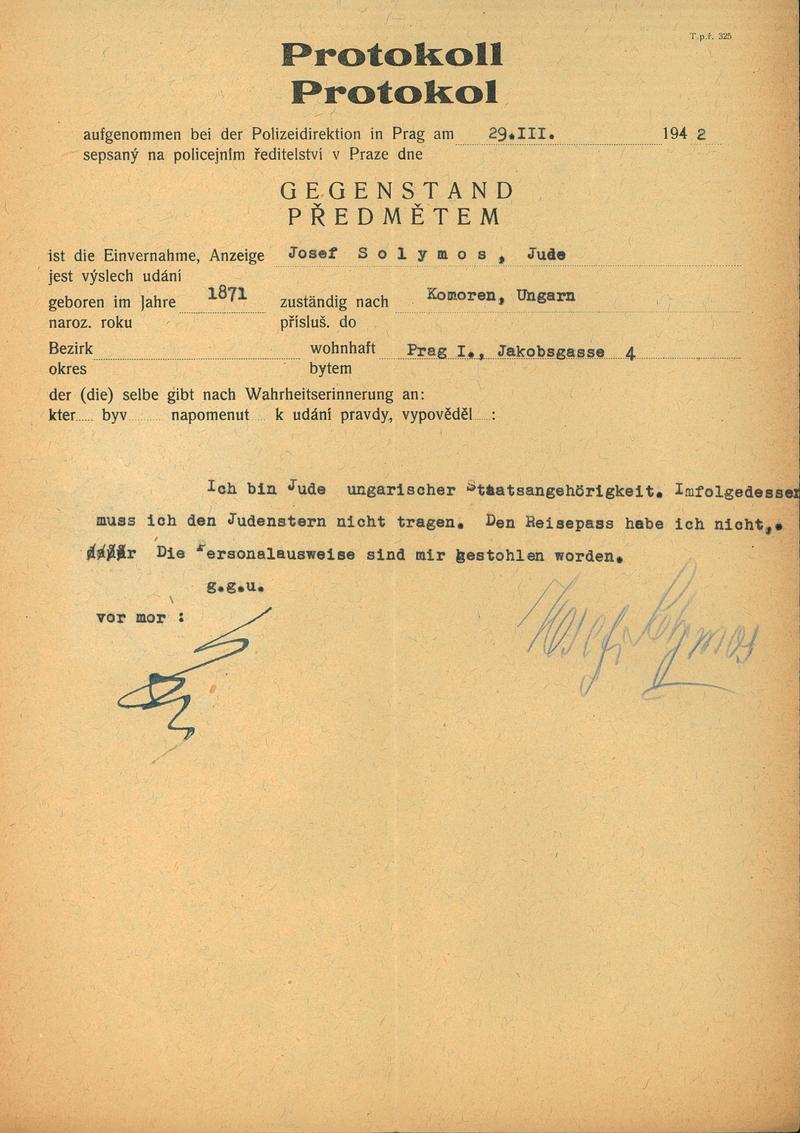 T.p.ř. 325
Protokoll
Protokol
aufgenommen bei der Polizeidirektion in Prag am 29.III. 194 2
sepsaný na policejním ředitelství v Praze dne
GEGENSTAND
PŘEDMĚTEM
ist die Einvernahme, Anzeige Josef S o l y m o s , Jude
jest výslech udání
geboren im Jahre 1871 zuständig nach Komoren, Ungarn
naroz. roku přísluš. do
Bezirk wohnhaft Prag I., Jakobsgasse 4
okres bytem
der (die) selbe gibt nach Wahrheitserinnerung an:
kter...... byv napomenut k udání pravdy, vypověděl :
Ich bin Jude ungarischer Staatsangehörigkeit. Imfolgedessen
muss ich den Judenstern nicht tragen. Den Reisepass habe ich nicht,.
Die Personalausweise sind mir gestohlen worden.
g.g.u.
vor mor :
Josef Solymos